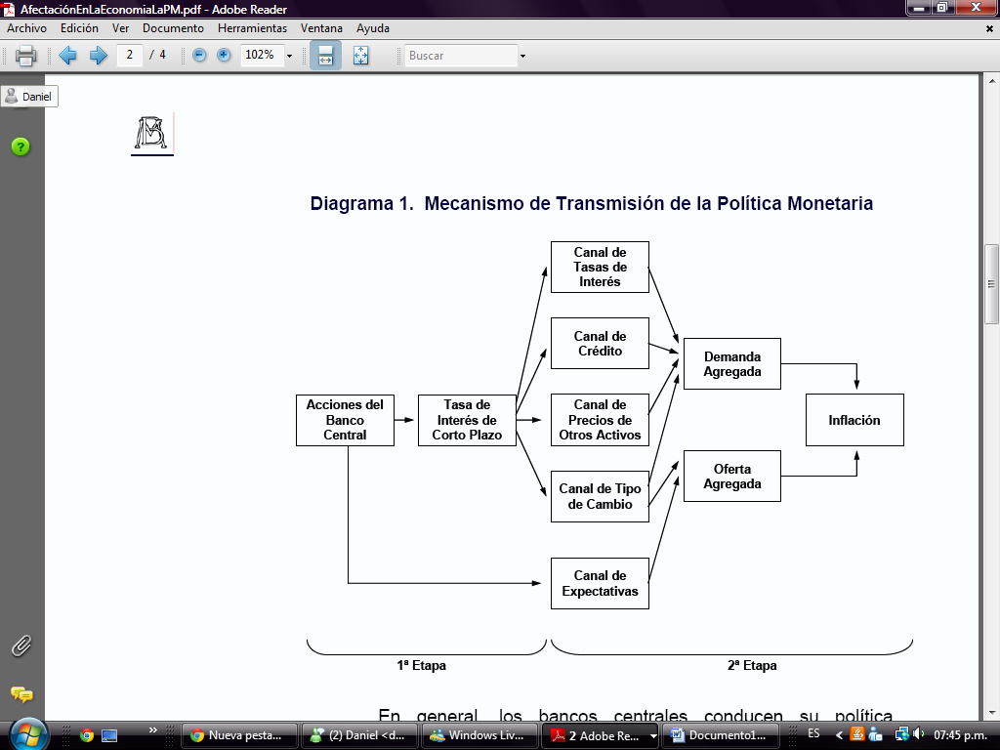 AfectaciónEnLaEconomiaLaPM.pdf - Adobe Reader
Archivo Edición Ver Documento Herramientas Ventana Ayuda
2 / 4 102% Buscar
Daniel
BM
Diagrama 1. Mecanismo de Transmisión de la Política Monetaria
Canal de
Tasas de
Interés
Canal de
Crédito
Demanda
Agregada
Acciones del
Banco
Central
Tasa de
Interés de
Corto Plazo
Canal de
Precios de
Otros Activos
Inflación
Canal de Tipo
de Cambio
Oferta
Agregada
Canal de
Expectativas
1ª Etapa
2ª Etapa
En general, los bancos centrales conducen su política
Nueva pesta... (2) Daniel <d... Windows Liv... 2 Adobe Re... Documento1... ES 07:45 p.m.